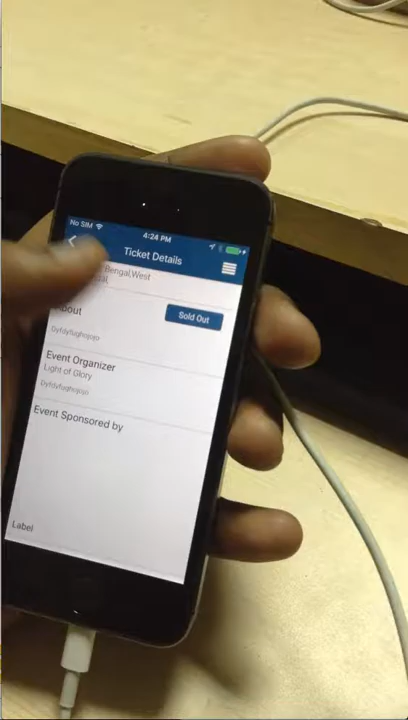 No SIM
4:24 PM
Ticket Details
Bengal,West
About
Sold Out
Event Organizer
Light of Glory
Event Sponsored by
Label